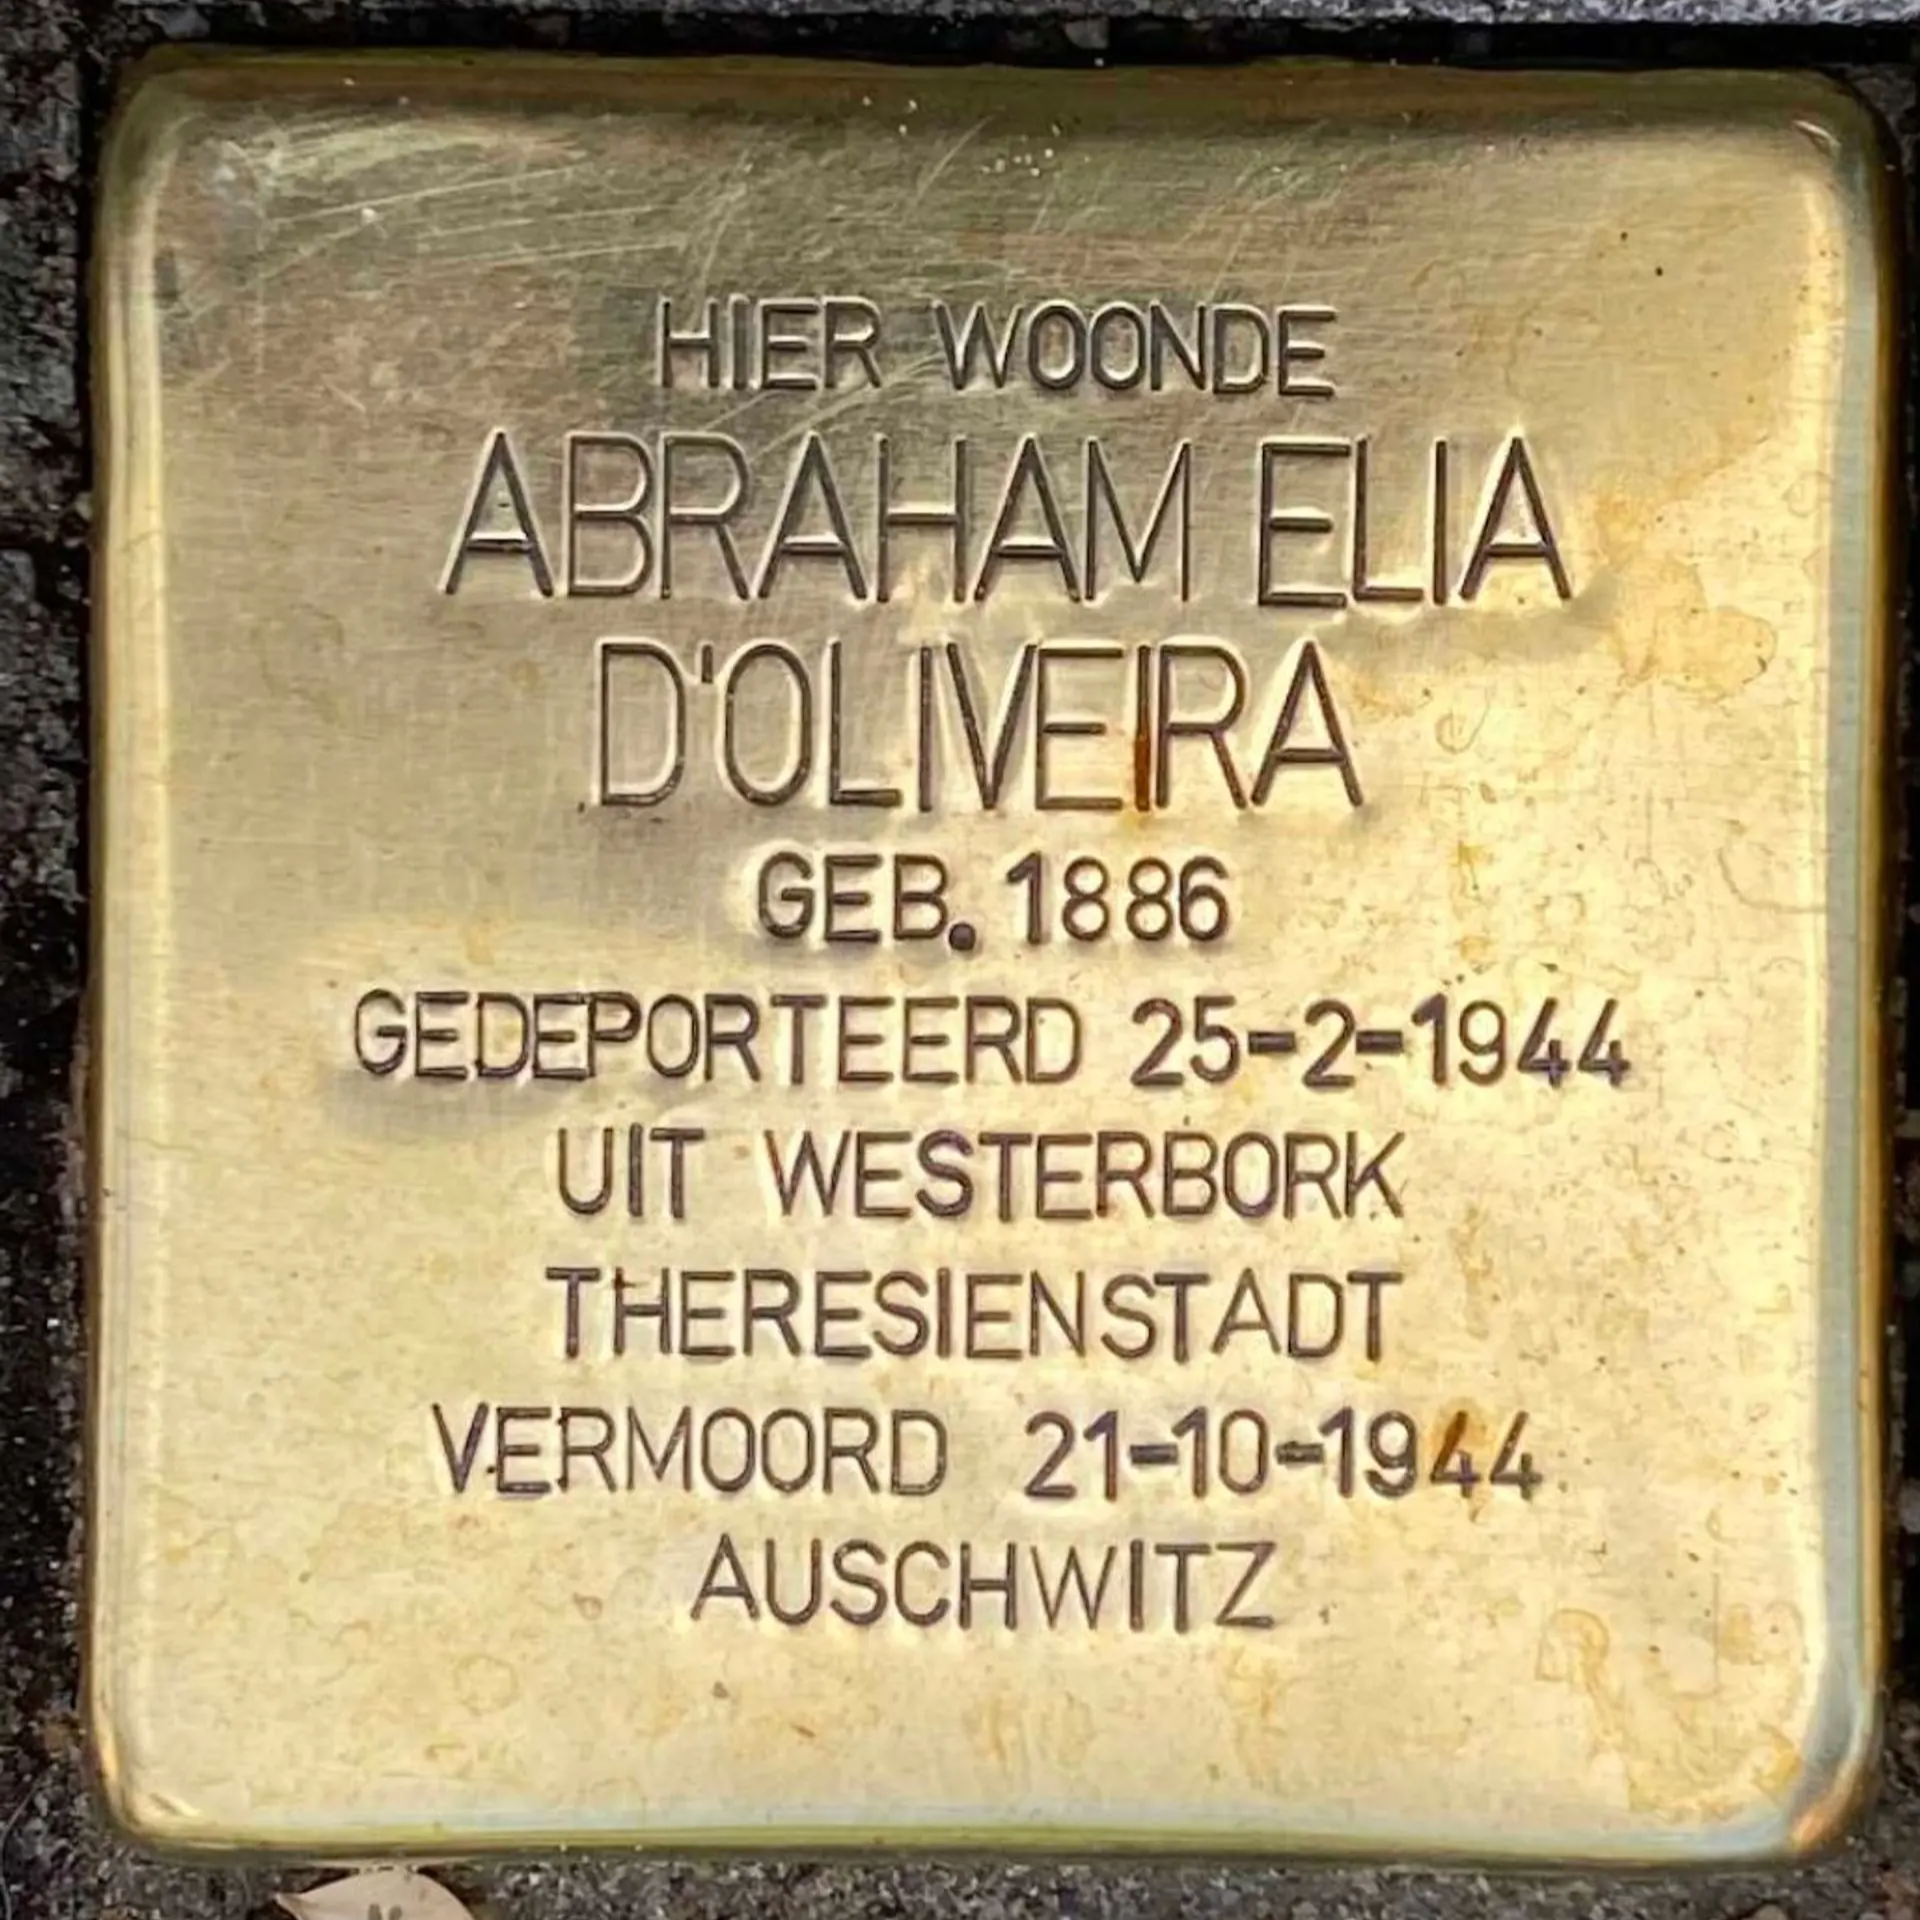 HIER WOONDE
ABRAHAM ELIA
D'OLIVEIRA
GEB. 1886
GEDEPORTEERD 25-2-1944
UIT WESTERBORK
THERESIENSTADT
VERMOORD 21-10-1944
AUSCHWITZ